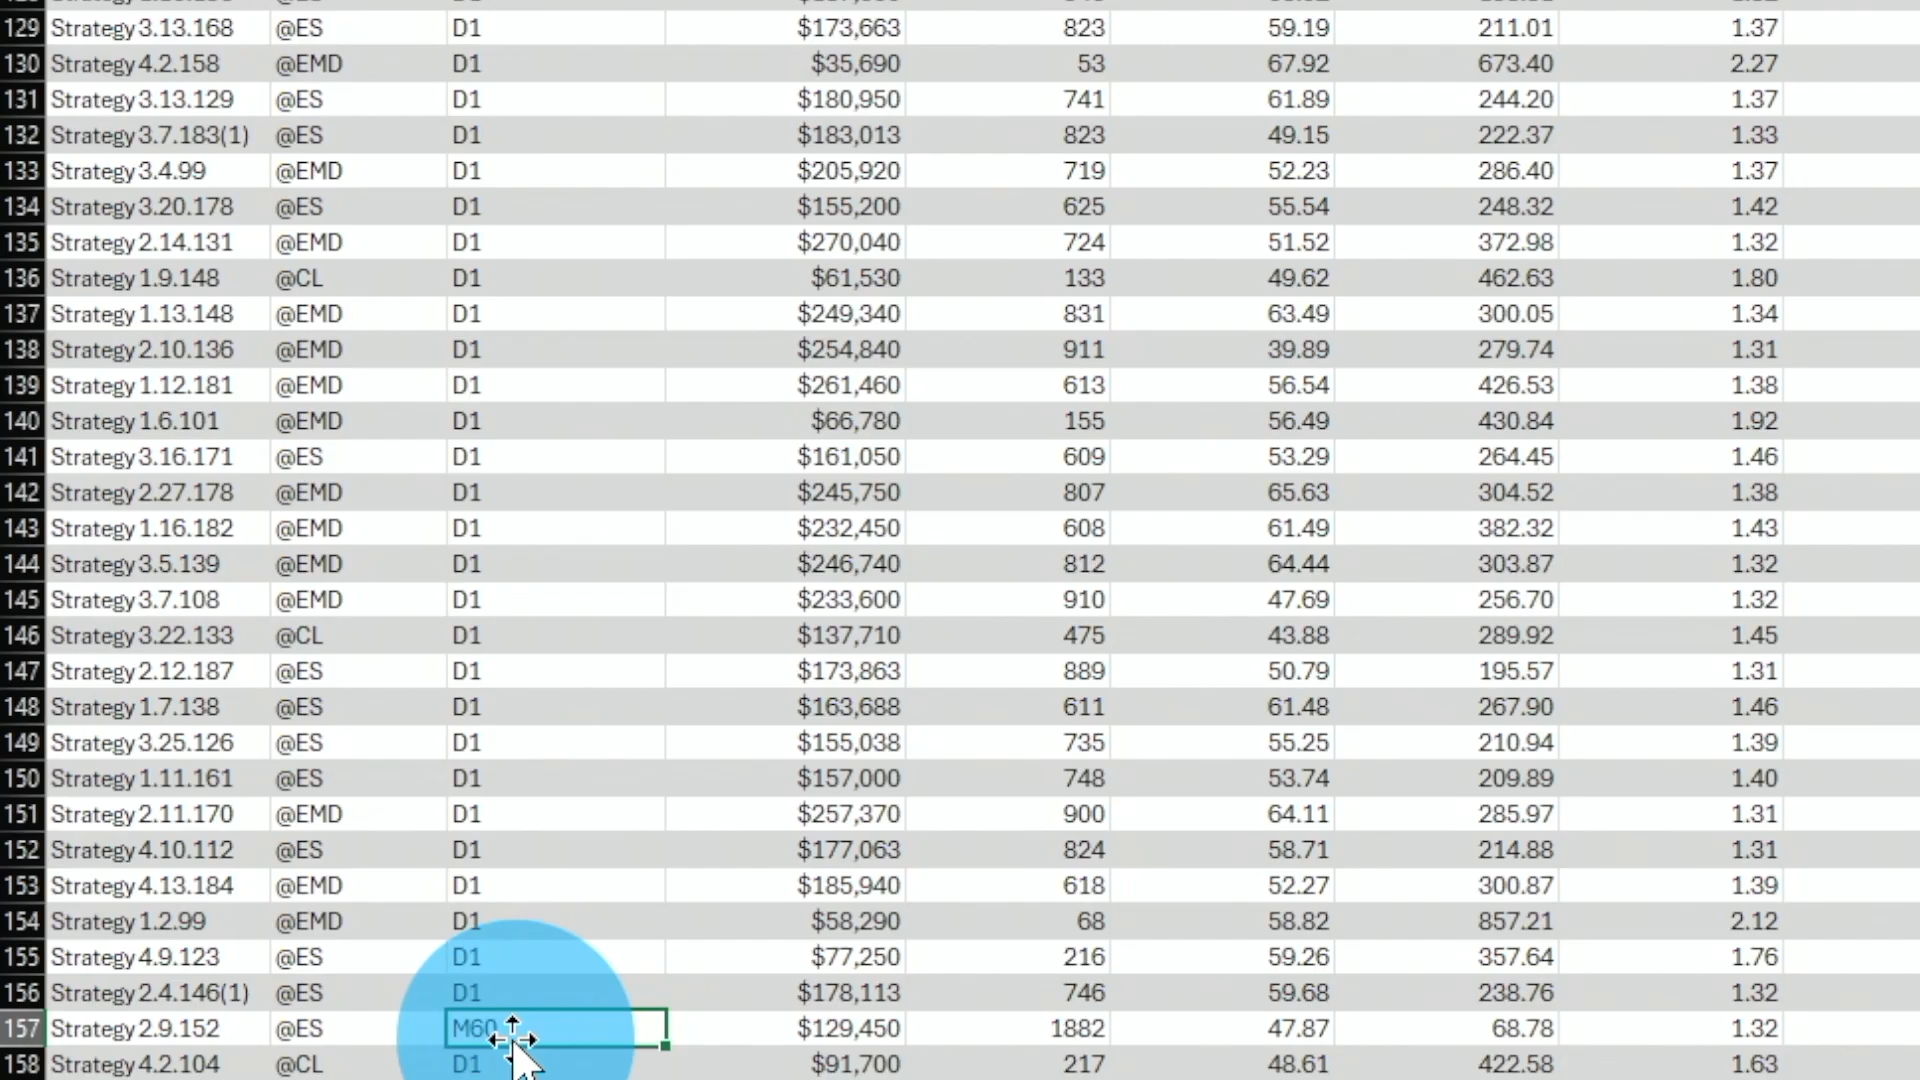 129 Strategy 3.13.168 @ES D1 $173,663 823 59.19 211.01 1.37
130 Strategy 4.2.158 @EMD D1 $35,690 53 67.92 673.40 2.27
131 Strategy 3.13.129 @ES D1 $180,950 741 61.89 244.20 1.37
132 Strategy 3.7.183(1) @ES D1 $183,013 823 49.15 222.37 1.33
133 Strategy 3.4.99 @EMD D1 $205,920 719 52.23 286.40 1.37
134 Strategy 3.20.178 @ES D1 $155,200 625 55.54 248.32 1.42
135 Strategy 2.14.131 @EMD D1 $270,040 724 51.52 372.98 1.32
136 Strategy 1.9.148 @CL D1 $61,530 133 49.62 462.63 1.80
137 Strategy 1.13.148 @EMD D1 $249,340 831 63.49 300.05 1.34
138 Strategy 2.10.136 @EMD D1 $254,840 911 39.89 279.74 1.31
139 Strategy 1.12.181 @EMD D1 $261,460 613 56.54 426.53 1.38
140 Strategy 1.6.101 @EMD D1 $66,780 155 56.49 430.84 1.92
141 Strategy 3.16.171 @ES D1 $161,050 609 53.29 264.45 1.46
142 Strategy 2.27.178 @EMD D1 $245,750 807 65.63 304.52 1.38
143 Strategy 1.16.182 @EMD D1 $232,450 608 61.49 382.32 1.43
144 Strategy 3.5.139 @EMD D1 $246,740 812 64.44 303.87 1.32
145 Strategy 3.7.108 @EMD D1 $233,600 910 47.69 256.70 1.32
146 Strategy 3.22.133 @CL D1 $137,710 475 43.88 289.92 1.45
147 Strategy 2.12.187 @ES D1 $173,863 889 50.79 195.57 1.31
148 Strategy 1.7.138 @ES D1 $163,688 611 61.48 267.90 1.46
149 Strategy 3.25.126 @ES D1 $155,038 735 55.25 210.94 1.39
150 Strategy 1.11.161 @ES D1 $157,000 748 53.74 209.89 1.40
151 Strategy 2.11.170 @EMD D1 $257,370 900 64.11 285.97 1.31
152 Strategy 4.10.112 @ES D1 $177,063 824 58.71 214.88 1.31
153 Strategy 4.13.184 @EMD D1 $185,940 618 52.27 300.87 1.39
154 Strategy 1.2.99 @EMD D1 $58,290 68 58.82 857.21 2.12
155 Strategy 4.9.123 @ES D1 $77,250 216 59.26 357.64 1.76
156 Strategy 2.4.146(1) @ES D1 $178,113 746 59.68 238.76 1.32
157 Strategy 2.9.152 @ES M60 $129,450 1882 47.87 68.78 1.32
158 Strategy 4.2.104 @CL D1 $91,700 217 48.61 422.58 1.63